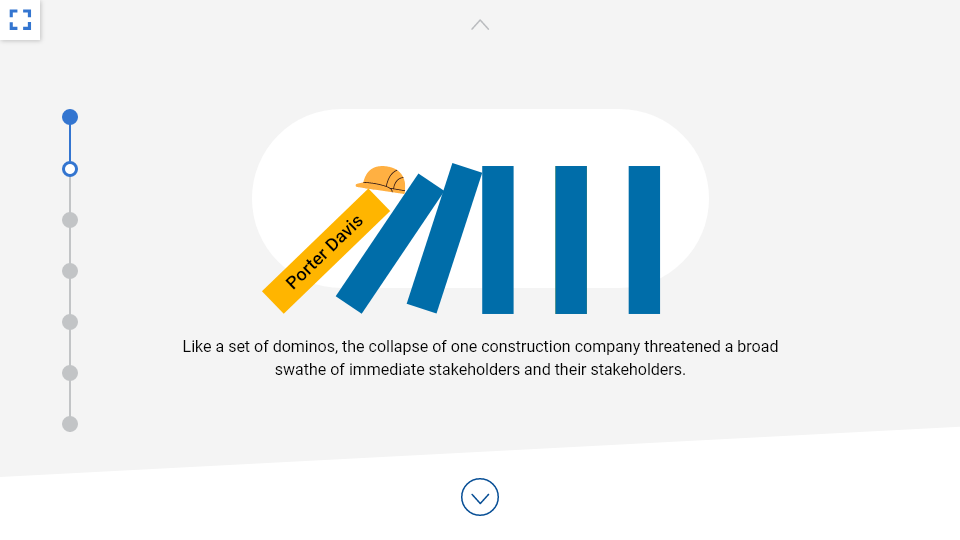 Porter Davis
Like a set of dominos, the collapse of one construction company threatened a broad
swathe of immediate stakeholders and their stakeholders.